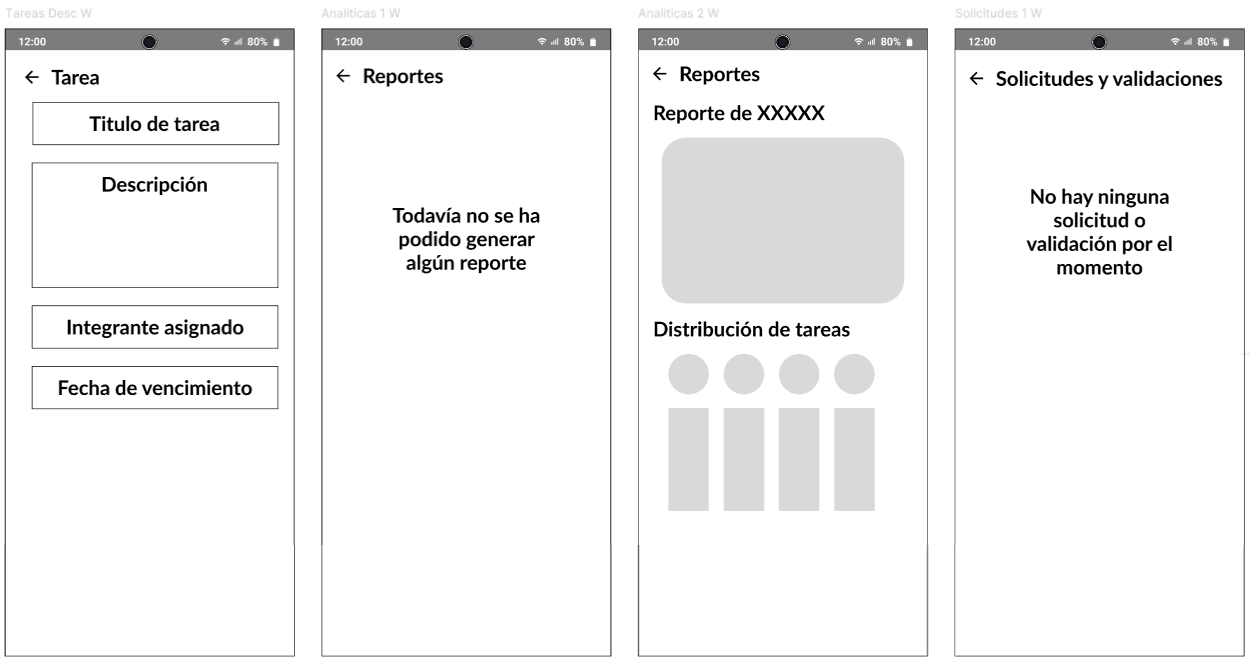 Tareas Desc W
12:00
80%
Tarea
Titulo de tarea
Descripción
Integrante asignado
Fecha de vencimiento
Analiticas 1 W
12:00
80%
Reportes
Todavía no se ha
podido generar
algún reporte
Analiticas 2 W
12:00
80%
Reportes
Reporte de XXXXX
Distribución de tareas
Solicitudes 1 W
12:00
80%
Solicitudes y validaciones
No hay ninguna
solicitud o
validación por el
momento